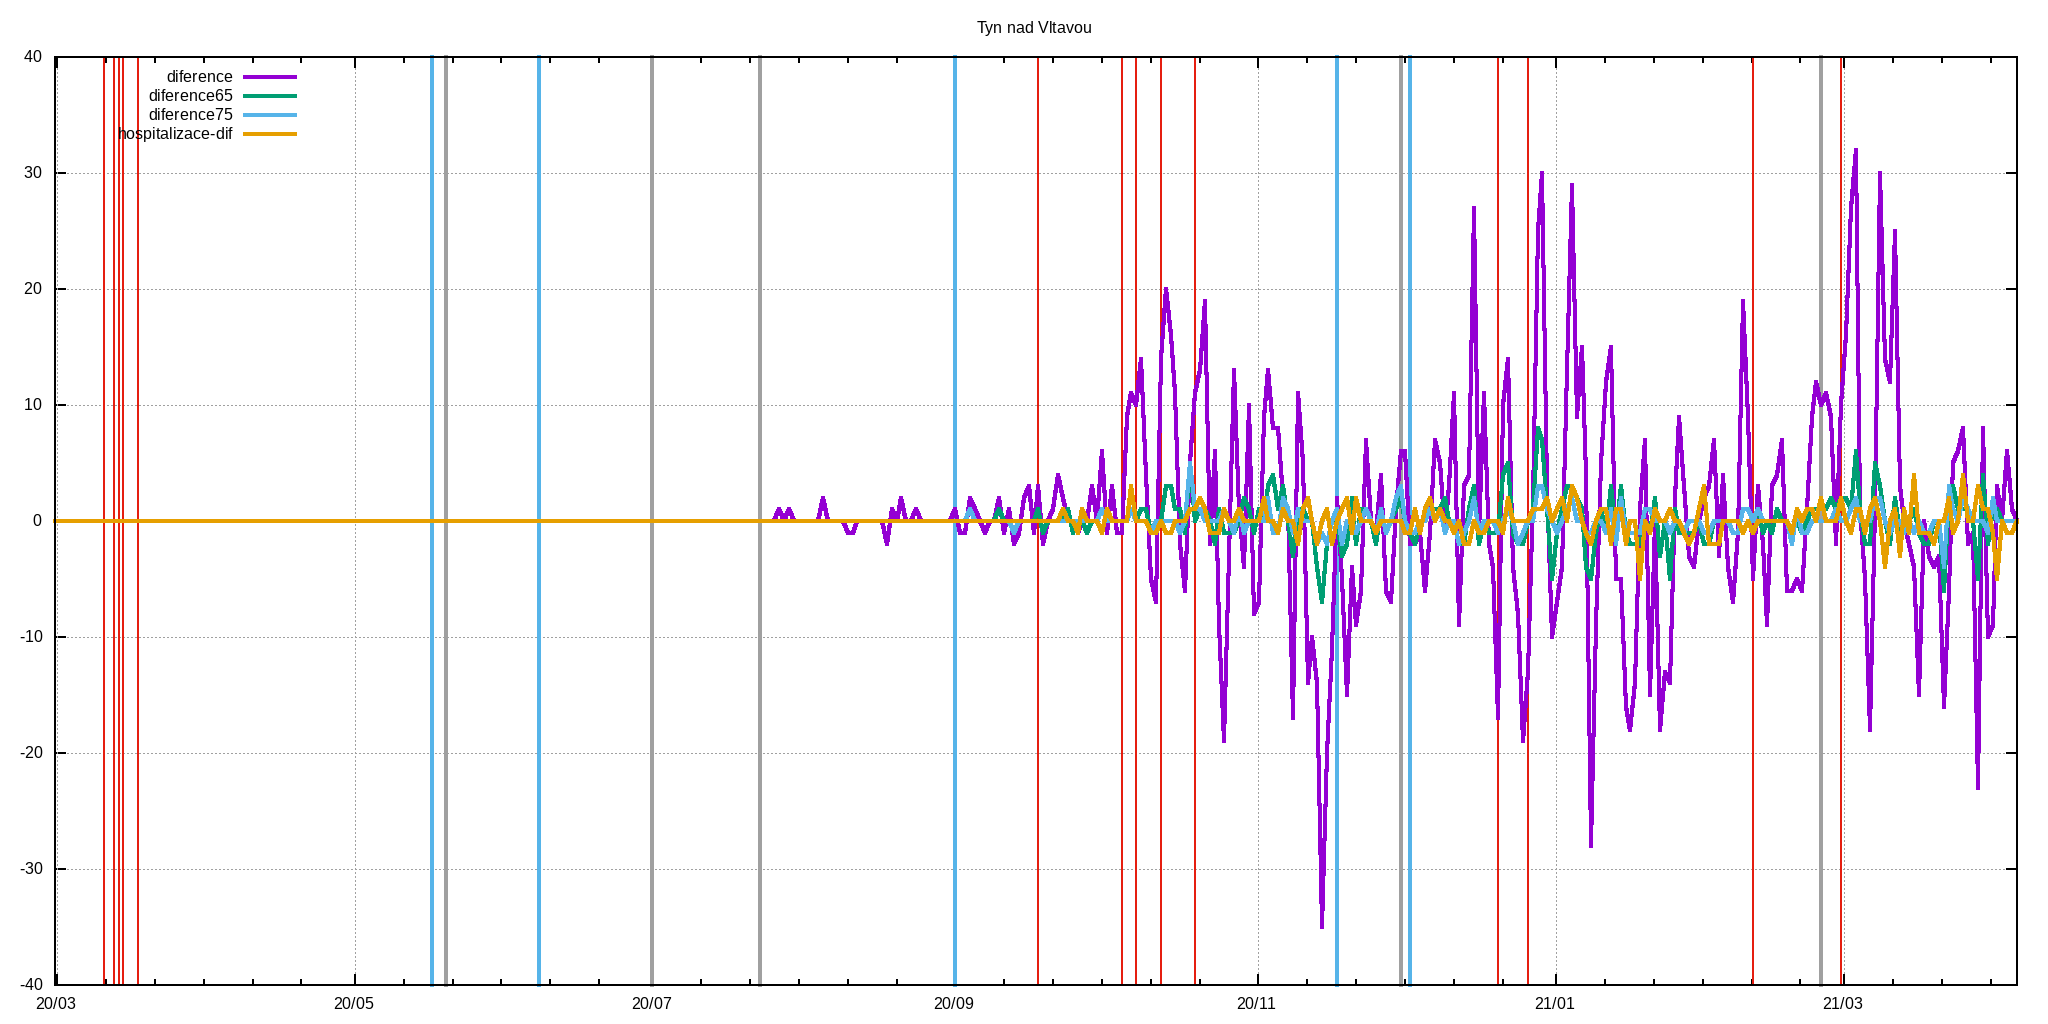 Tyn nad Vltavou
40
30
20
10
0
-10
-20
-30
-40
diference
diference65
diference75
hospitalizace-dif
20/03 20/05 20/07 20/09 20/11 21/01 21/03